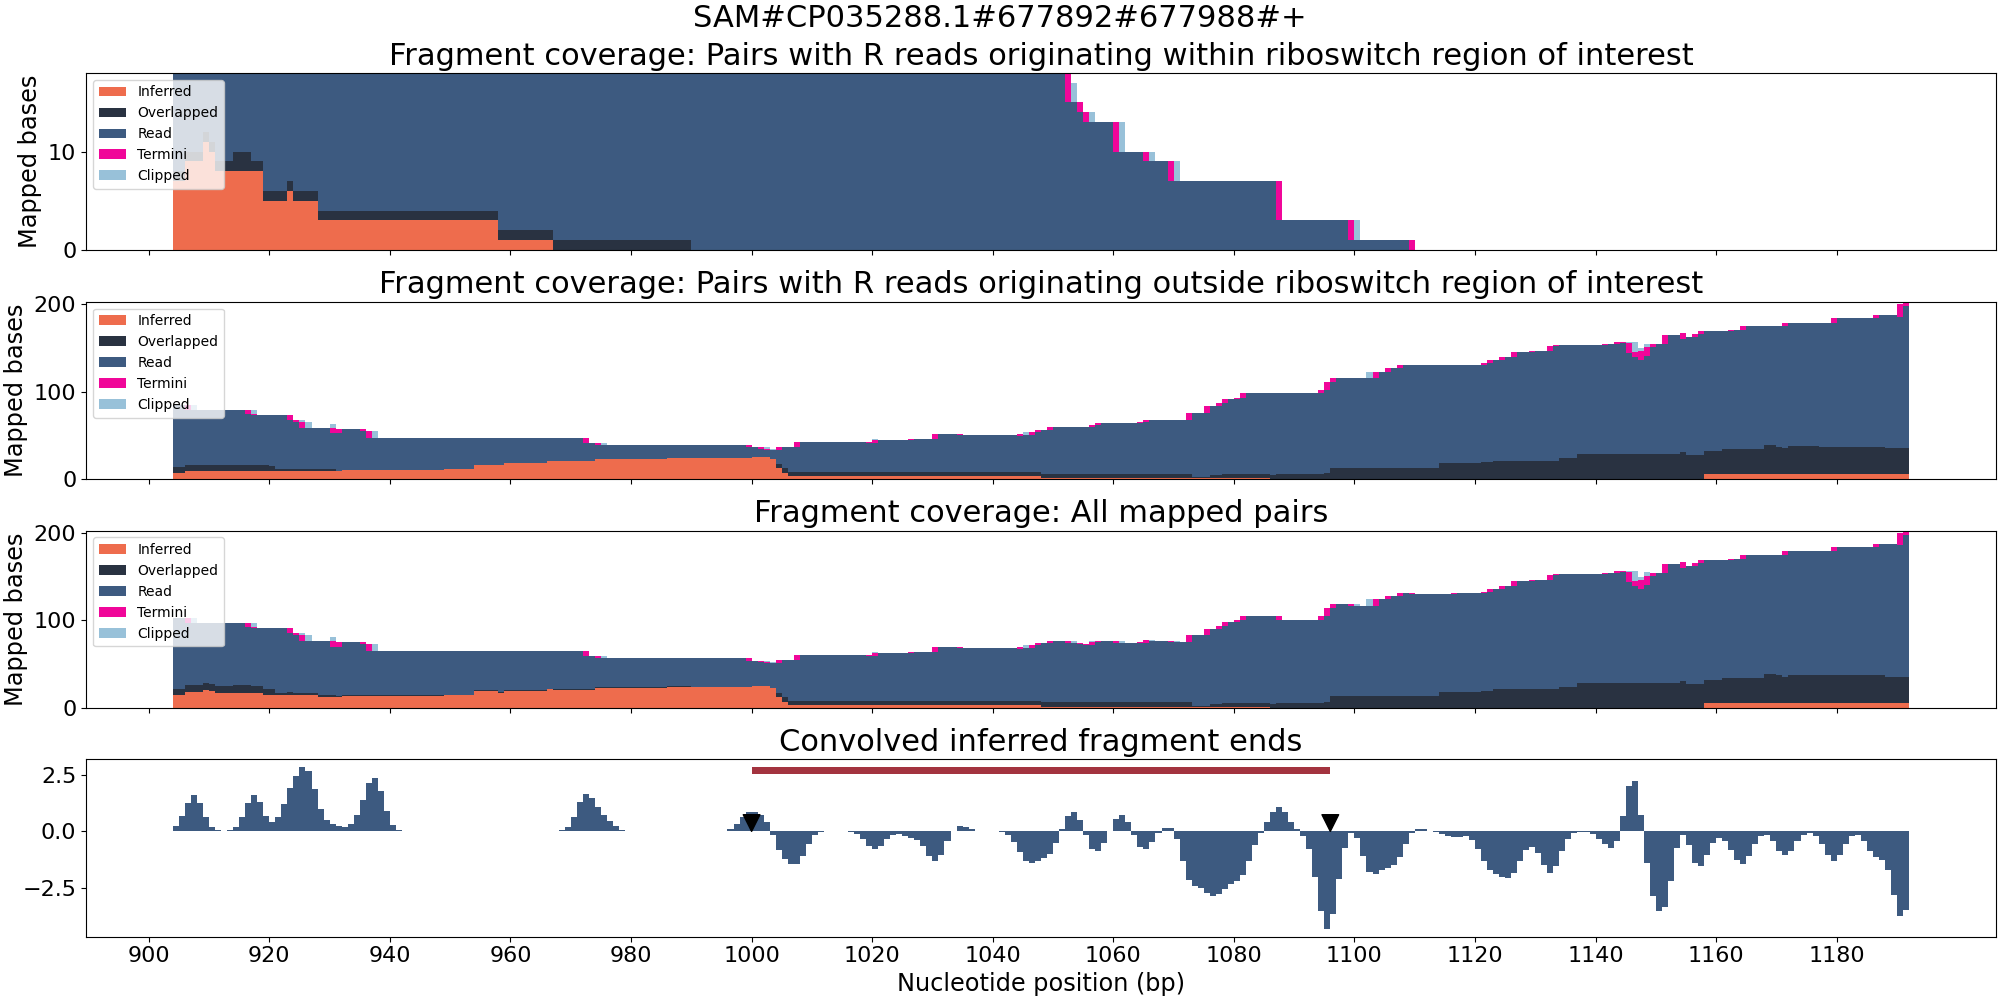 SAM#CP035288.1#677892#677988#+
Fragment coverage: Pairs with R reads originating within riboswitch region of interest
Mapped bases
10
0
Inferred
Overlapped
Read
Termini
Clipped
Fragment coverage: Pairs with R reads originating outside riboswitch region of interest
Mapped bases
200
100
0
Inferred
Overlapped
Read
Termini
Clipped
Fragment coverage: All mapped pairs
Mapped bases
200
100
0
Inferred
Overlapped
Read
Termini
Clipped
Convolved inferred fragment ends
2.5
0.0
−2.5
900 920 940 960 980 1000 1020 1040 1060 1080 1100 1120 1140 1160 1180
Nucleotide position (bp)